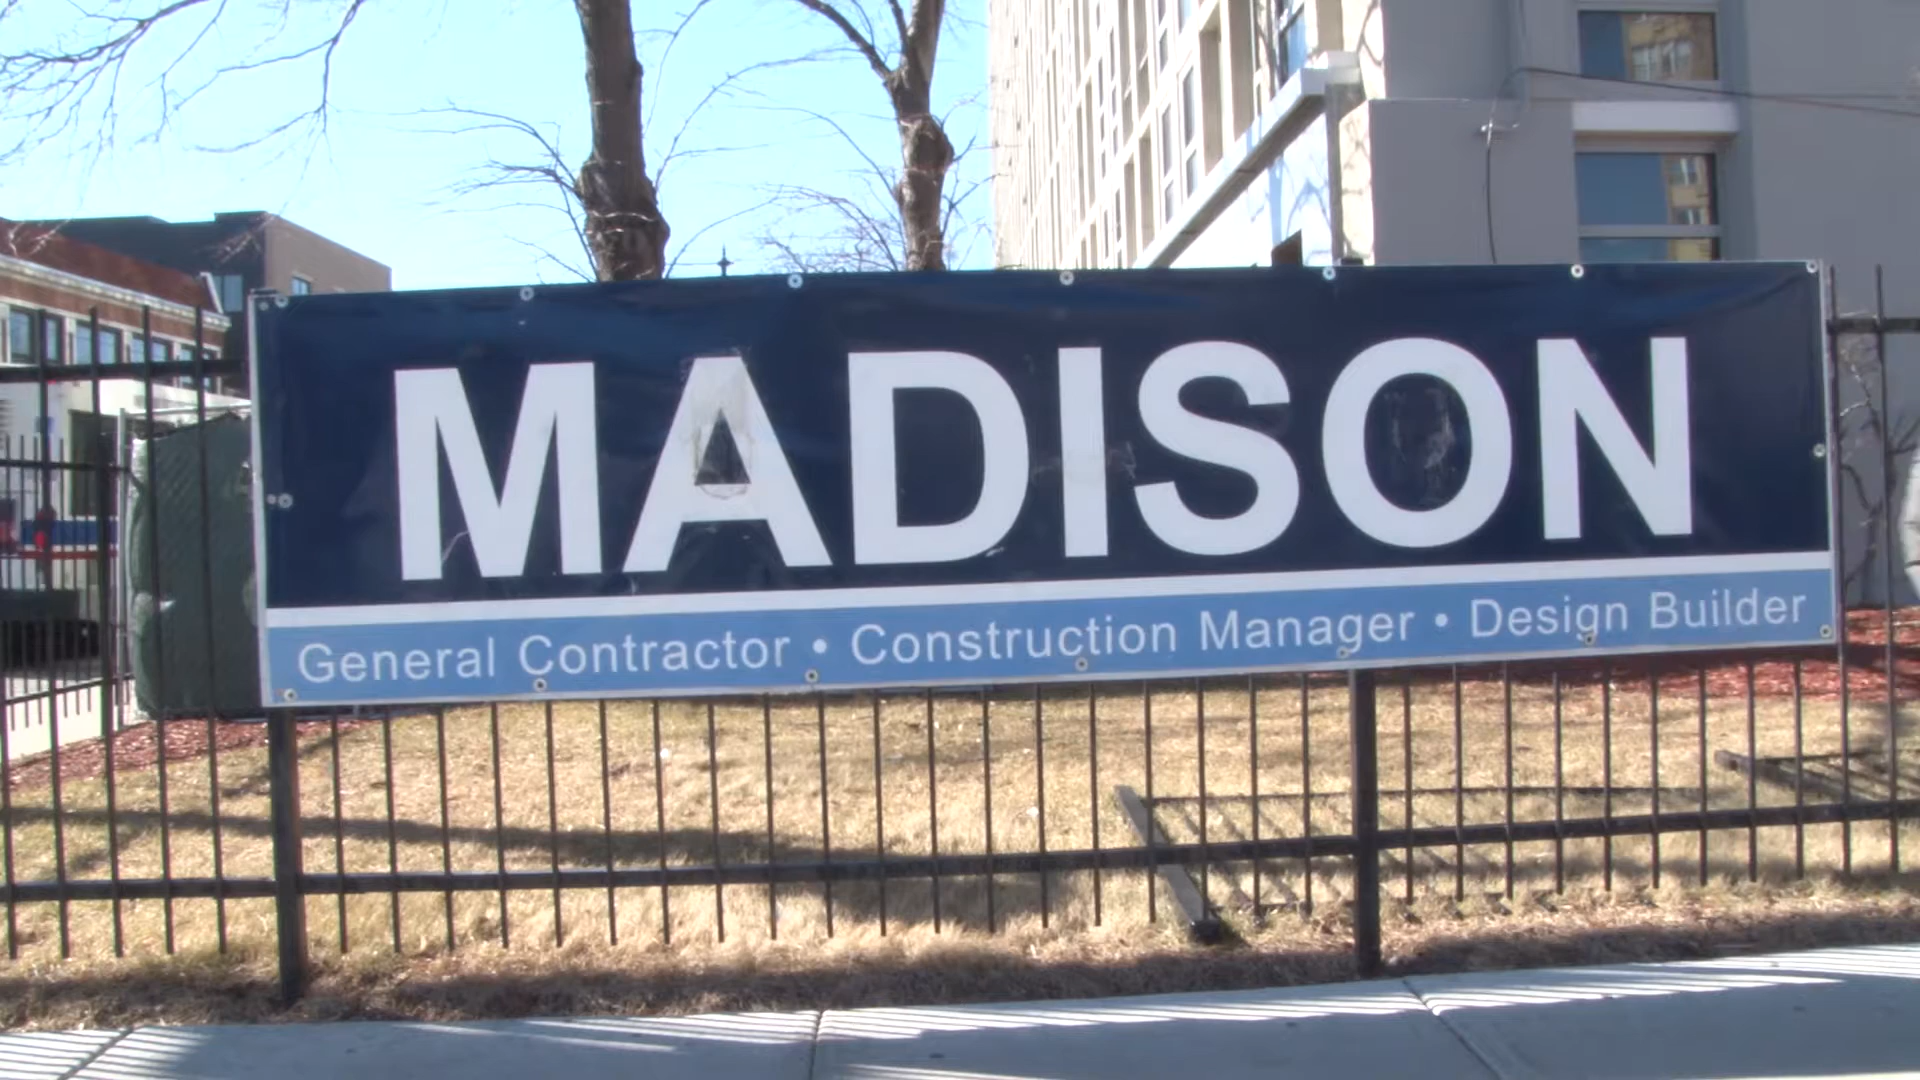 MADISON
General Contractor • Construction Manager • Design Builder